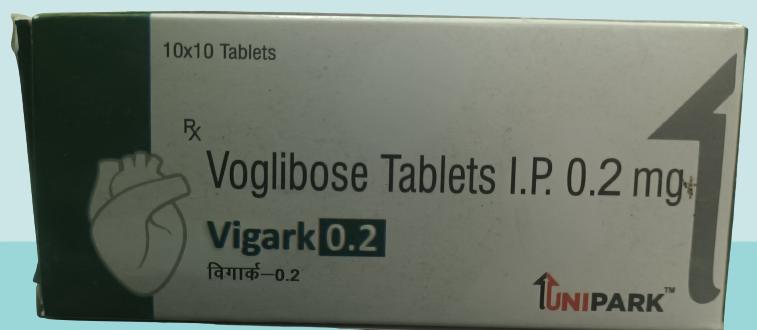 10x10 Tablets
Rx
Voglibose Tablets I.P. 0.2 mg
Vigark 0.2
विगार्क–0.2
UNIPARK™